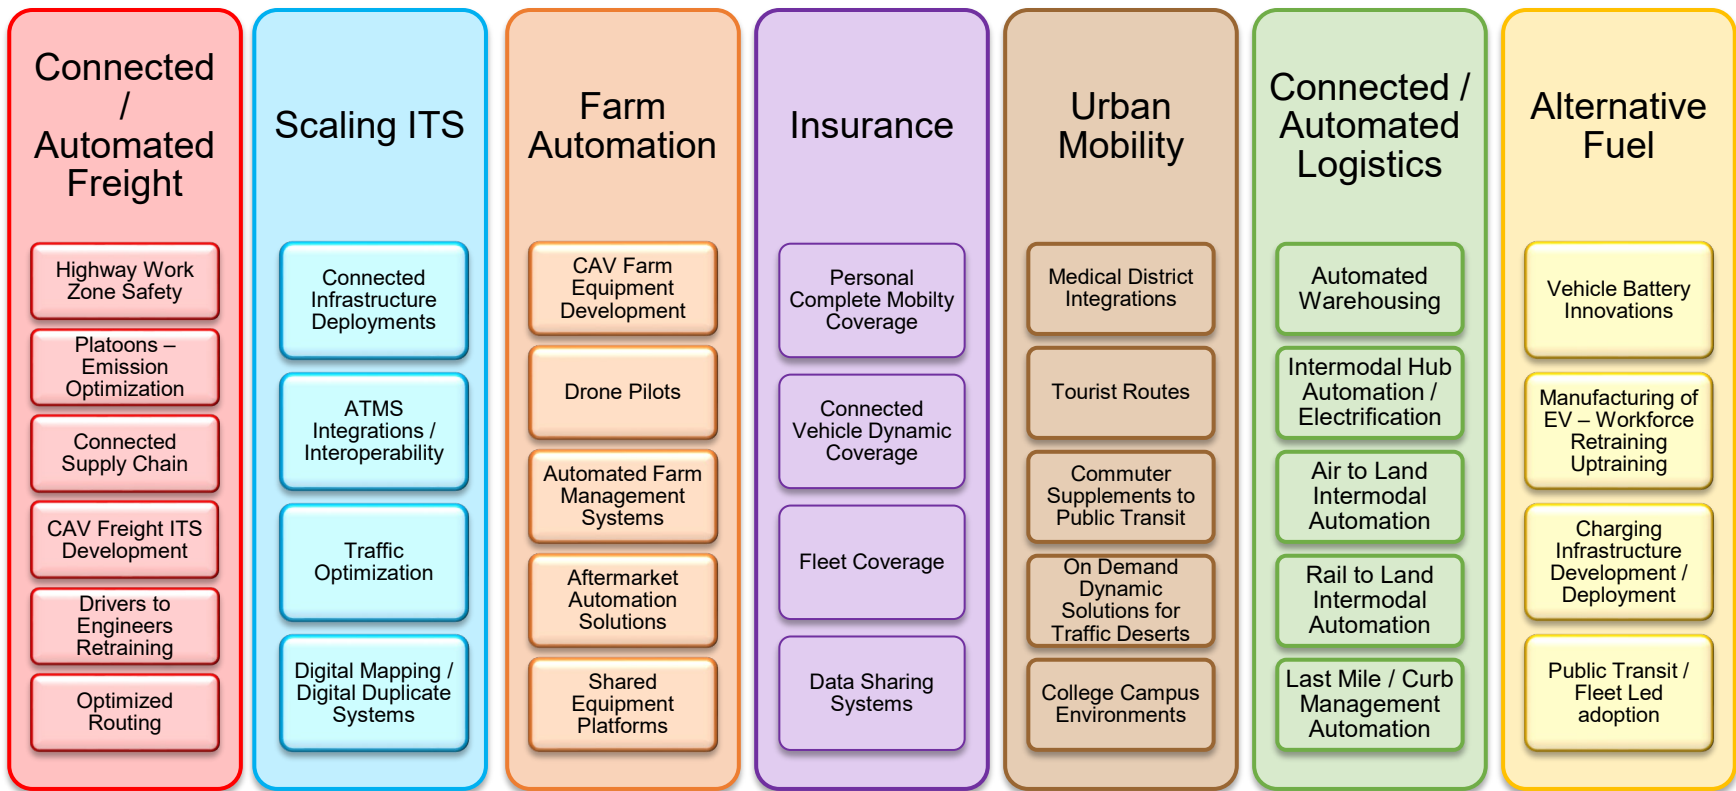 Connected
/
Automated
Freight
Highway Work
Zone Safety
Platoons –
Emission
Optimization
Connected
Supply Chain
CAV Freight ITS
Development
Drivers to
Engineers
Retraining
Optimized
Routing
Scaling ITS
Connected
Infrastructure
Deployments
ATMS
Integrations /
Interoperability
Traffic
Optimization
Digital Mapping /
Digital Duplicate
Systems
Farm
Automation
CAV Farm
Equipment
Development
Drone Pilots
Automated Farm
Management
Systems
Aftermarket
Automation
Solutions
Shared
Equipment
Platforms
Insurance
Personal
Complete Mobilty
Coverage
Connected
Vehicle Dynamic
Coverage
Fleet Coverage
Data Sharing
Systems
Urban
Mobility
Medical District
Integrations
Tourist Routes
Commuter
Supplements to
Public Transit
On Demand
Dynamic
Solutions for
Traffic Deserts
College Campus
Environments
Connected /
Automated
Logistics
Automated
Warehousing
Intermodal Hub
Automation /
Electrification
Air to Land
Intermodal
Automation
Rail to Land
Intermodal
Automation
Last Mile / Curb
Management
Automation
Alternative
Fuel
Vehicle Battery
Innovations
Manufacturing of
EV – Workforce
Retraining
Uptraining
Charging
Infrastructure
Development /
Deployment
Public Transit /
Fleet Led
adoption